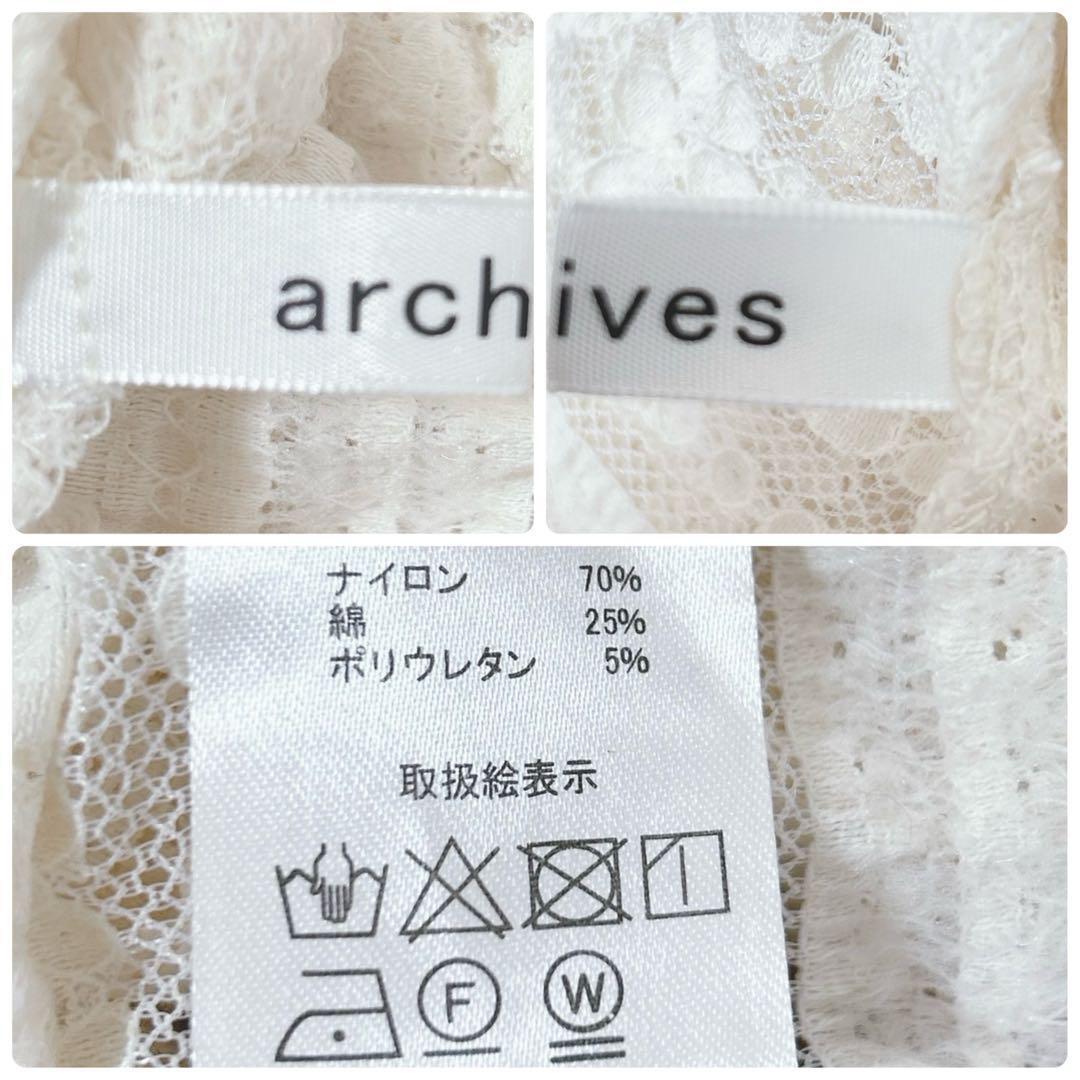 archives
ナイロン 70%
綿 25%
ポリウレタン 5%
取扱絵表示
F W